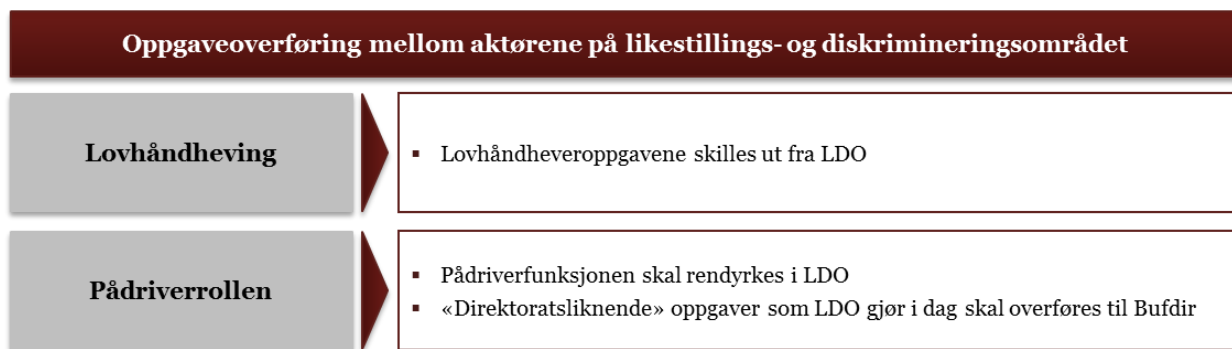 Oppgaveoverføring mellom aktørene på likestillings- og diskrimineringsområdet
Lovhåndheving
▪ Lovhåndheveroppgavene skilles ut fra LDO
Pådriverrollen
▪ Pådriverfunksjonen skal rendyrkes i LDO
▪ «Direktoratsliknende» oppgaver som LDO gjør i dag skal overføres til Bufdir